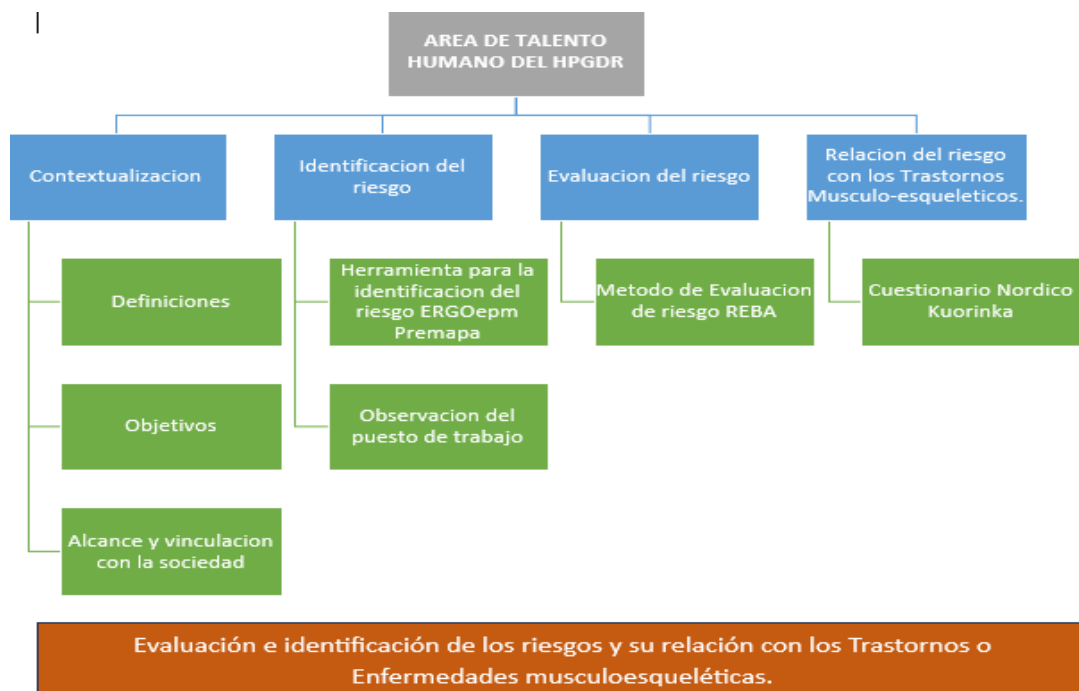 AREA DE TALENTO
HUMANO DEL HPGDR
Contextualizacion
Identificacion del
riesgo
Evaluacion del riesgo
Relacion del riesgo
con los Trastornos
Musculo-esqueleticos.
Definiciones
Herramienta para la
identificacion del
riesgo ERGOepm
Premapa
Metodo de Evaluacion
de riesgo REBA
Cuestionario Nordico
Kuorinka
Objetivos
Observacion del
puesto de trabajo
Alcance y vinculacion
con la sociedad
Evaluación e identificación de los riesgos y su relación con los Trastornos o
Enfermedades musculoesqueléticas.